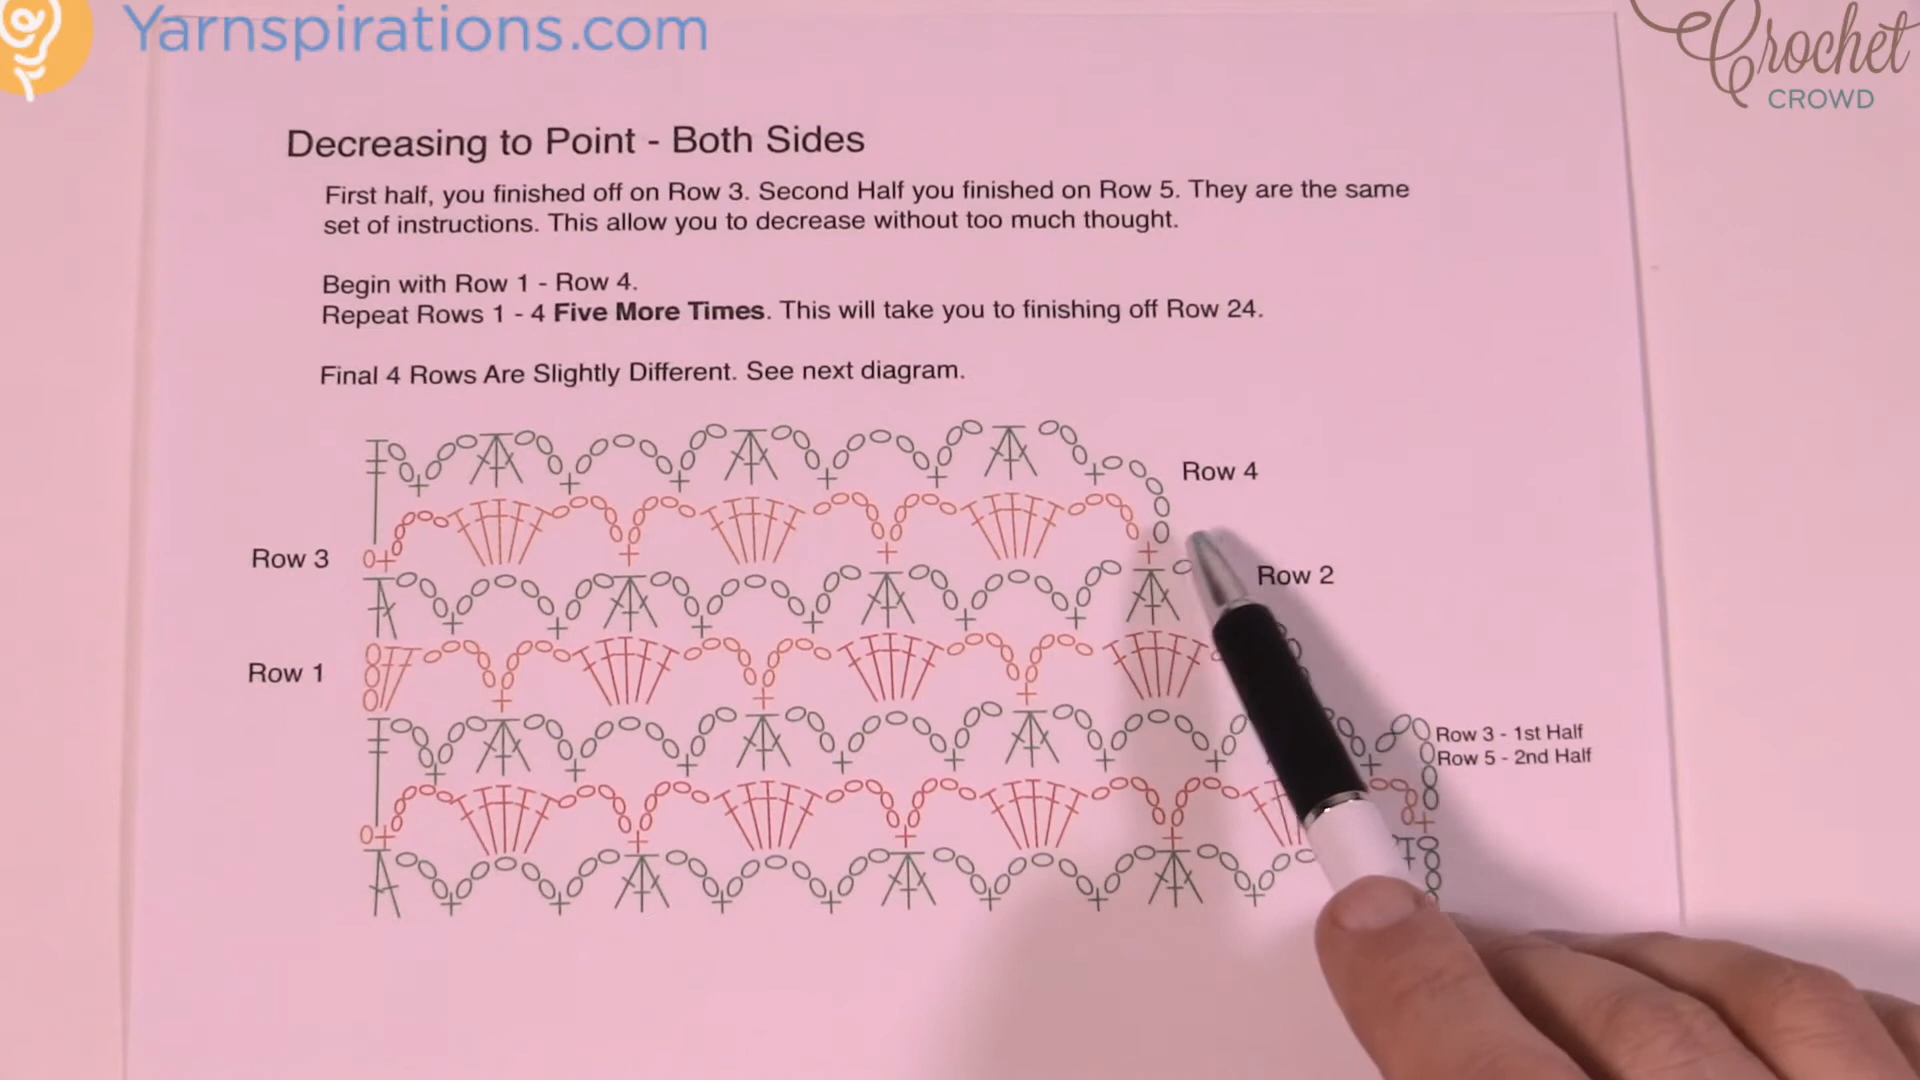 Yarnspirations.com
Crochet
CROWD
Decreasing to Point - Both Sides
First half, you finished off on Row 3. Second Half you finished on Row 5. They are the same
set of instructions. This allow you to decrease without too much thought.
Begin with Row 1 - Row 4.
Repeat Rows 1 - 4 Five More Times. This will take you to finishing off Row 24.
Final 4 Rows Are Slightly Different. See next diagram.
Row 4
Row 3
Row 2
Row 1
Row 3 - 1st Half
Row 5 - 2nd Half